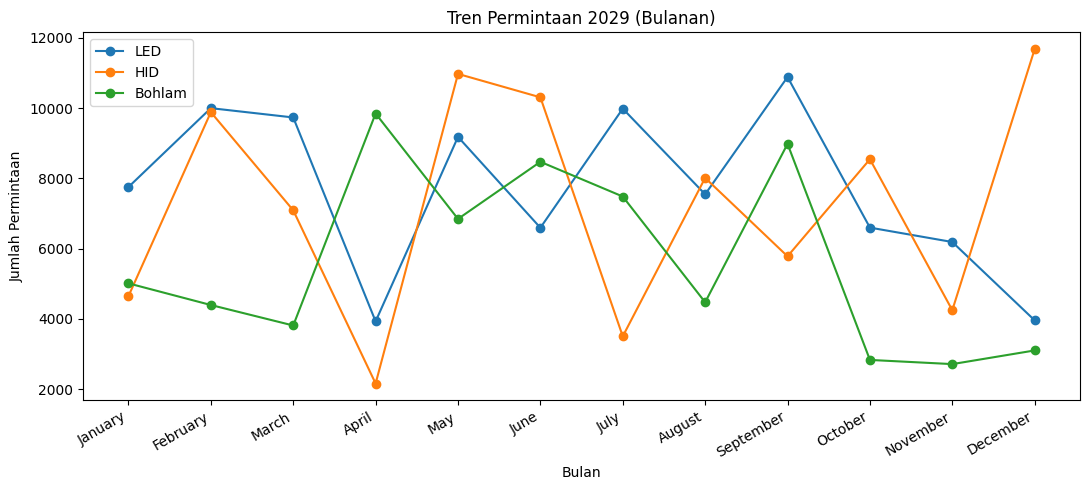 Tren Permintaan 2029 (Bulanan)
LED
HID
Bohlam
Jumlah Permintaan
12000
10000
8000
6000
4000
2000
January
February
March
April
May
June
July
August
September
October
November
December
Bulan